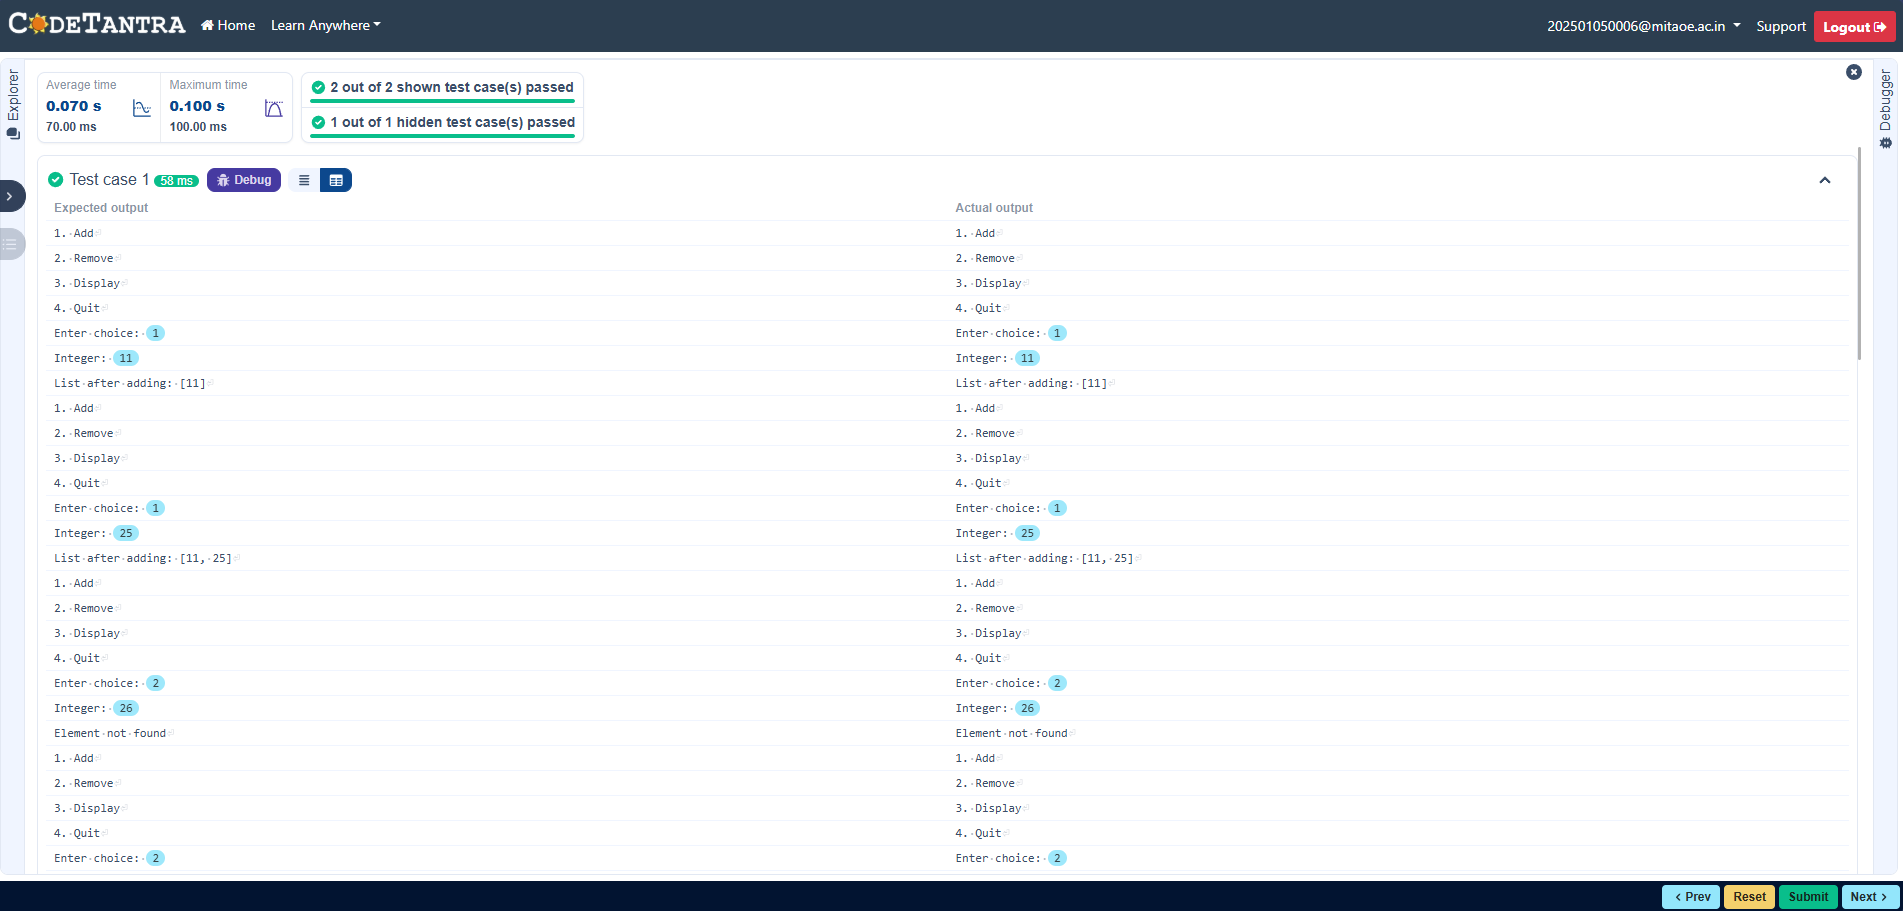 CODETANTRA Home Learn Anywhere 202501050006@mitaoe.ac.in Support Logout
Explorer
Debugger
Average time
0.070 s
70.00 ms
Maximum time
0.100 s
100.00 ms
2 out of 2 shown test case(s) passed
1 out of 1 hidden test case(s) passed
Test case 1 58 ms Debug
Expected output Actual output
1. Add 1. Add
2. Remove 2. Remove
3. Display 3. Display
4. Quit 4. Quit
Enter choice: 1 Enter choice: 1
Integer: 11 Integer: 11
List after adding: [11] List after adding: [11]
1. Add 1. Add
2. Remove 2. Remove
3. Display 3. Display
4. Quit 4. Quit
Enter choice: 1 Enter choice: 1
Integer: 25 Integer: 25
List after adding: [11, 25] List after adding: [11, 25]
1. Add 1. Add
2. Remove 2. Remove
3. Display 3. Display
4. Quit 4. Quit
Enter choice: 2 Enter choice: 2
Integer: 26 Integer: 26
Element not found Element not found
1. Add 1. Add
2. Remove 2. Remove
3. Display 3. Display
4. Quit 4. Quit
Enter choice: 2 Enter choice: 2
Prev Reset Submit Next